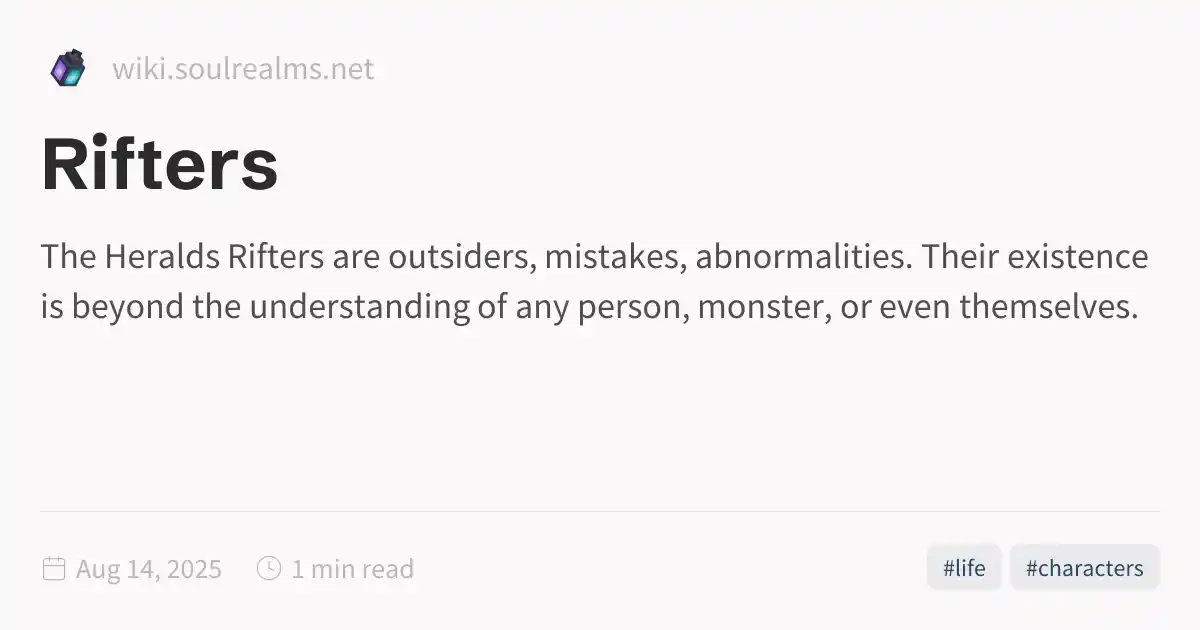 wiki.soulrealms.net
Rifters
The Heralds Rifters are outsiders, mistakes, abnormalities. Their existence
is beyond the understanding of any person, monster, or even themselves.
Aug 14, 2025 1 min read #life #characters